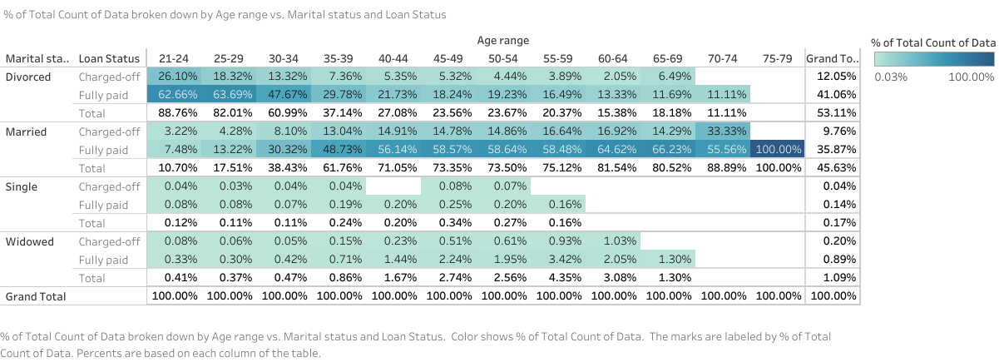 % of Total Count of Data broken down by Age range vs. Marital status and Loan Status
Age range
% of Total Count of Data
Marital sta.. Loan Status 21-24 25-29 30-34 35-39 40-44 45-49 50-54 55-59 60-64 65-69 70-74 75-79 Grand To..
0.03% 100.00%
Divorced Charged-off 26.10% 18.32% 13.32% 7.36% 5.35% 5.32% 4.44% 3.89% 2.05% 6.49% 12.05%
Fully paid 62.66% 63.69% 47.67% 29.78% 21.73% 18.24% 19.23% 16.49% 13.33% 11.69% 11.11% 41.06%
Total 88.76% 82.01% 60.99% 37.14% 27.08% 23.56% 23.67% 20.37% 15.38% 18.18% 11.11% 53.11%
Married Charged-off 3.22% 4.28% 8.10% 13.04% 14.91% 14.78% 14.86% 16.64% 16.92% 14.29% 33.33% 9.76%
Fully paid 7.48% 13.22% 30.32% 48.73% 56.14% 58.57% 58.64% 58.48% 64.62% 66.23% 55.56% 100.00% 35.87%
Total 10.70% 17.51% 38.43% 61.76% 71.05% 73.35% 73.50% 75.12% 81.54% 80.52% 88.89% 100.00% 45.63%
Single Charged-off 0.04% 0.03% 0.04% 0.04% 0.08% 0.07% 0.04%
Fully paid 0.08% 0.08% 0.07% 0.19% 0.20% 0.25% 0.20% 0.16% 0.14%
Total 0.12% 0.11% 0.11% 0.24% 0.20% 0.34% 0.27% 0.16% 0.17%
Widowed Charged-off 0.08% 0.06% 0.05% 0.15% 0.23% 0.51% 0.61% 0.93% 1.03% 0.20%
Fully paid 0.33% 0.30% 0.42% 0.71% 1.44% 2.24% 1.95% 3.42% 2.05% 1.30% 0.89%
Total 0.41% 0.37% 0.47% 0.86% 1.67% 2.74% 2.56% 4.35% 3.08% 1.30% 1.09%
Grand Total 100.00% 100.00% 100.00% 100.00% 100.00% 100.00% 100.00% 100.00% 100.00% 100.00% 100.00% 100.00% 100.00%
% of Total Count of Data broken down by Age range vs. Marital status and Loan Status.  Color shows % of Total Count of Data.  The marks are labeled by % of Total
Count of Data. Percents are based on each column of the table.